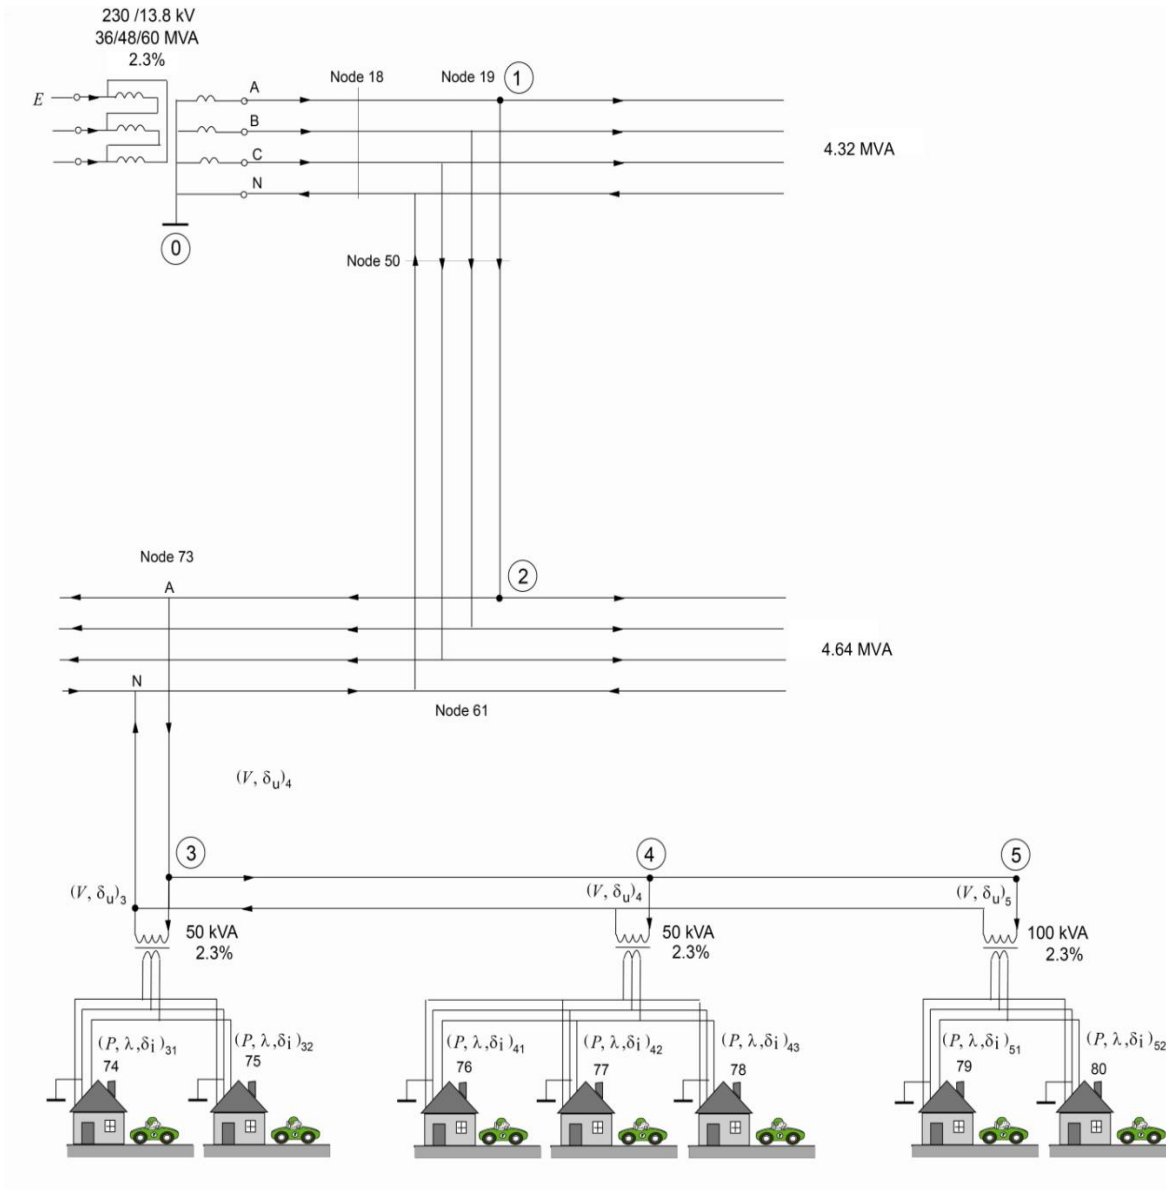 230 /13.8 kV
36/48/60 MVA
2.3%
E
A
B
C
N
0
Node 18
Node 19
1
4.32 MVA
Node 50
Node 73
A
2
4.64 MVA
N
Node 61
(V, δu)4
3
4
5
(V, δu)3
(V, δu)4
(V, δu)5
50 kVA
2.3%
50 kVA
2.3%
100 kVA
2.3%
(P, λ,δi)31
(P, λ,δi)32
(P, λ,δi)41
(P, λ,δi)42
(P, λ,δi)43
(P, λ,δi)51
(P, λ,δi)52
74
75
76
77
78
79
80